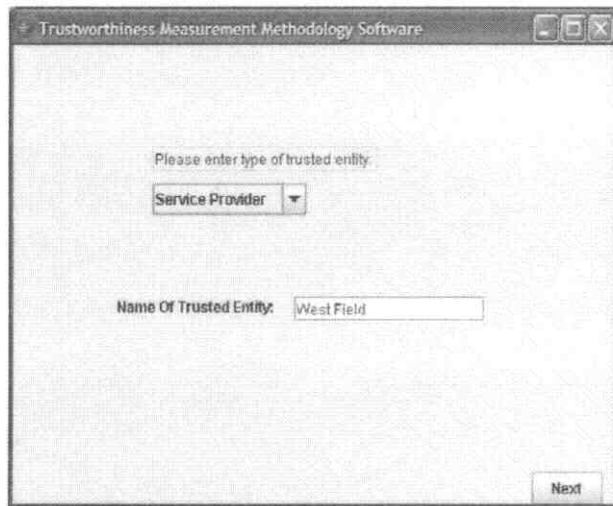 Trustworthiness Measurement Methodology Software
Please enter type of trusted entity:
Service Provider
Name Of Trusted Entity: West Field
Next